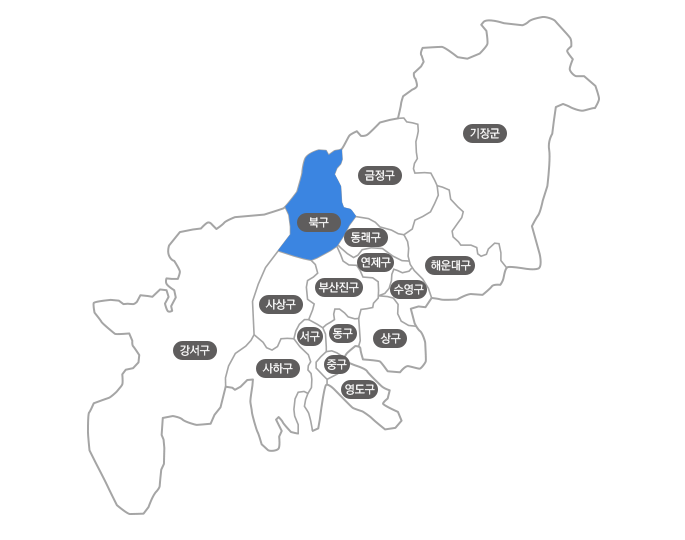 기장군
금정구
북구
동래구
연제구
해운대구
부산진구
수영구
사상구
서구
동구
상구
강서구
사하구
중구
영도구